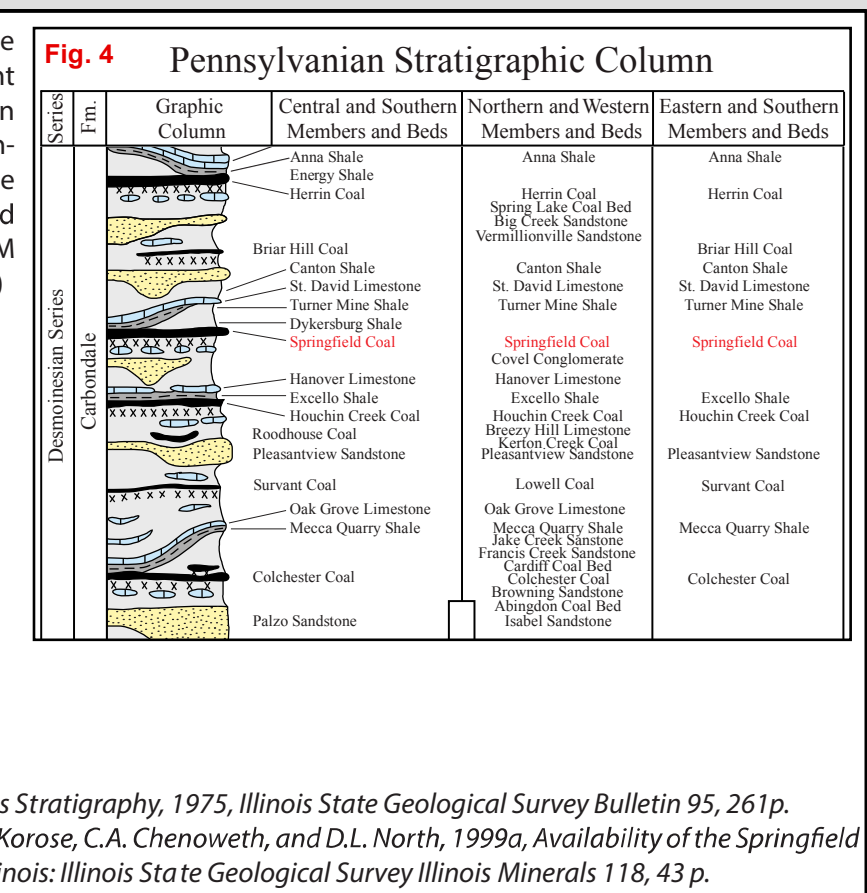 e
nt
n
n-
e
d
M
)
Fig. 4
Pennsylvanian Stratigraphic Column
Series
Fm.
Graphic
Column
Central and Southern
Members and Beds
Northern and Western
Members and Beds
Eastern and Southern
Members and Beds
Desmoinesian Series
Carbondale
Anna Shale
Energy Shale
Herrin Coal
Briar Hill Coal
Canton Shale
St. David Limestone
Turner Mine Shale
Dykersburg Shale
Springfield Coal
Hanover Limestone
Excello Shale
Houchin Creek Coal
Roodhouse Coal
Pleasantview Sandstone
Survant Coal
Oak Grove Limestone
Mecca Quarry Shale
Colchester Coal
Palzo Sandstone
Anna Shale
Herrin Coal
Spring Lake Coal Bed
Big Creek Sandstone
Vermillionville Sandstone
Canton Shale
St. David Limestone
Turner Mine Shale
Springfield Coal
Covel Conglomerate
Hanover Limestone
Excello Shale
Houchin Creek Coal
Breezy Hill Limestone
Kerton Creek Coal
Pleasantview Sandstone
Lowell Coal
Oak Grove Limestone
Mecca Quarry Shale
Jake Creek Sanstone
Francis Creek Sandstone
Cardiff Coal Bed
Colchester Coal
Browning Sandstone
Abingdon Coal Bed
Isabel Sandstone
Anna Shale
Herrin Coal
Briar Hill Coal
Canton Shale
St. David Limestone
Turner Mine Shale
Springfield Coal
Excello Shale
Houchin Creek Coal
Pleasantview Sandstone
Survant Coal
Mecca Quarry Shale
Colchester Coal
s Stratigraphy, 1975, Illinois State Geological Survey Bulletin 95, 261p.
Korose, C.A. Chenoweth, and D.L. North, 1999a, Availability of the Springfield
inois: Illinois State Geological Survey Illinois Minerals 118, 43 p.